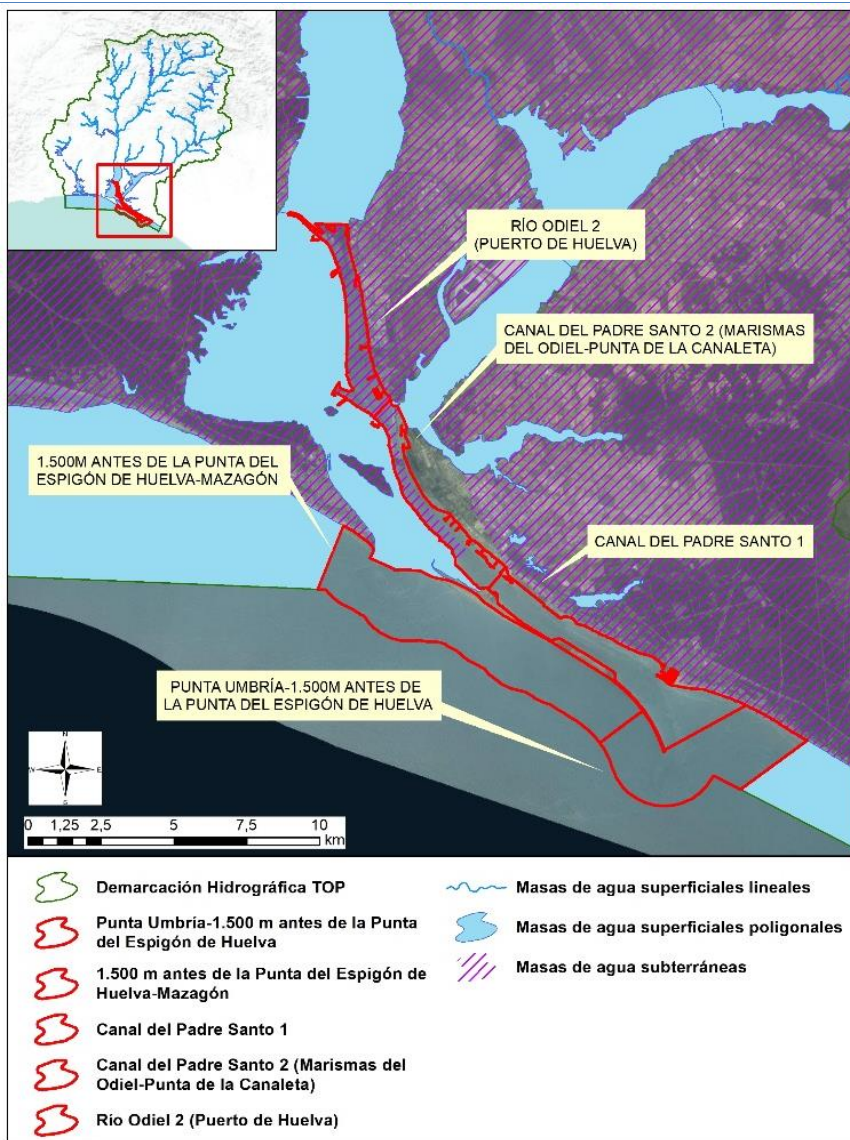 RÍO ODIEL 2
(PUERTO DE HUELVA)
CANAL DEL PADRE SANTO 2 (MARISMAS
DEL ODIEL-PUNTA DE LA CANALETA)
1.500M ANTES DE LA PUNTA DEL
ESPIGÓN DE HUELVA-MAZAGÓN
CANAL DEL PADRE SANTO 1
PUNTA UMBRÍA-1.500M ANTES DE
LA PUNTA DEL ESPIGÓN DE HUELVA
N
W E
S
0 1,25 2,5 5 7,5 10
km
Demarcación Hidrográfica TOP
Punta Umbría-1.500 m antes de la Punta
del Espigón de Huelva
1.500 m antes de la Punta del Espigón de
Huelva-Mazagón
Canal del Padre Santo 1
Canal del Padre Santo 2 (Marismas del
Odiel-Punta de la Canaleta)
Río Odiel 2 (Puerto de Huelva)
Masas de agua superficiales lineales
Masas de agua superficiales poligonales
Masas de agua subterráneas